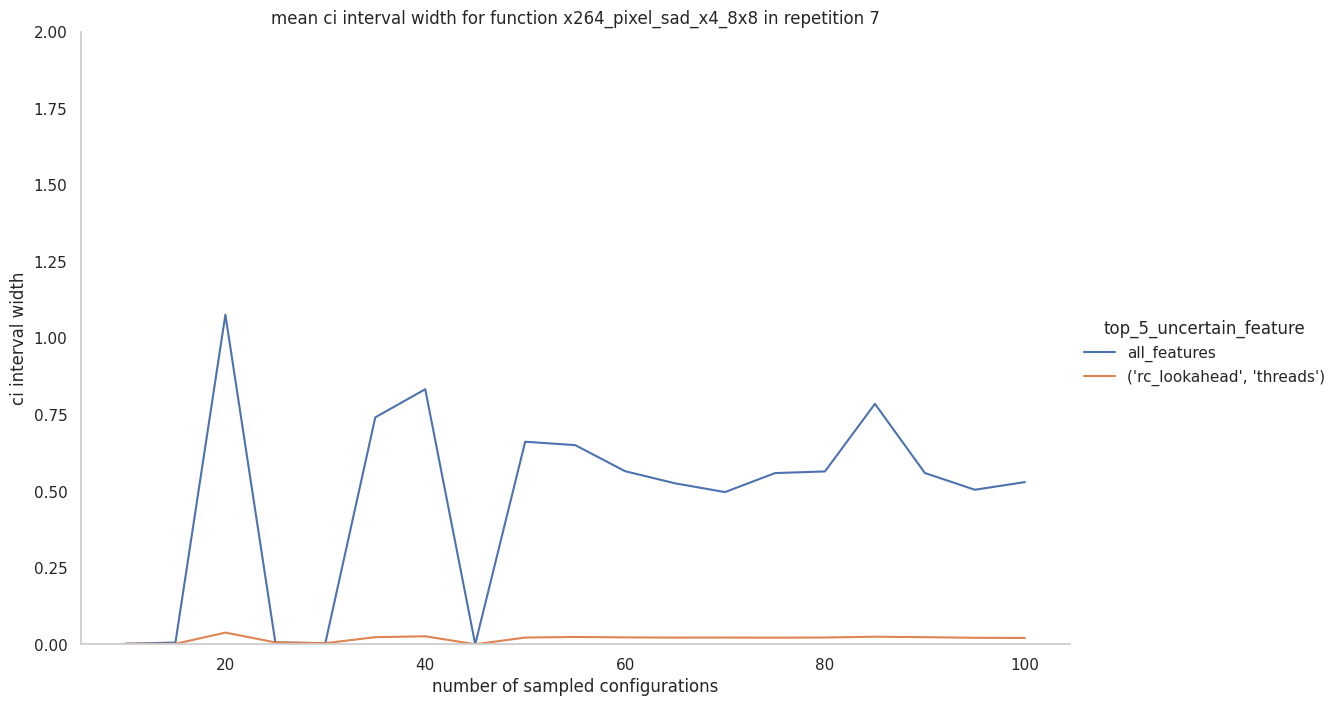 mean ci interval width for function x264_pixel_sad_x4_8x8 in repetition 7
2.00
1.75
1.50
1.25
1.00
0.75
0.50
0.25
0.00
ci interval width
20
40
60
80
100
number of sampled configurations
top_5_uncertain_feature
all_features
('rc_lookahead', 'threads')